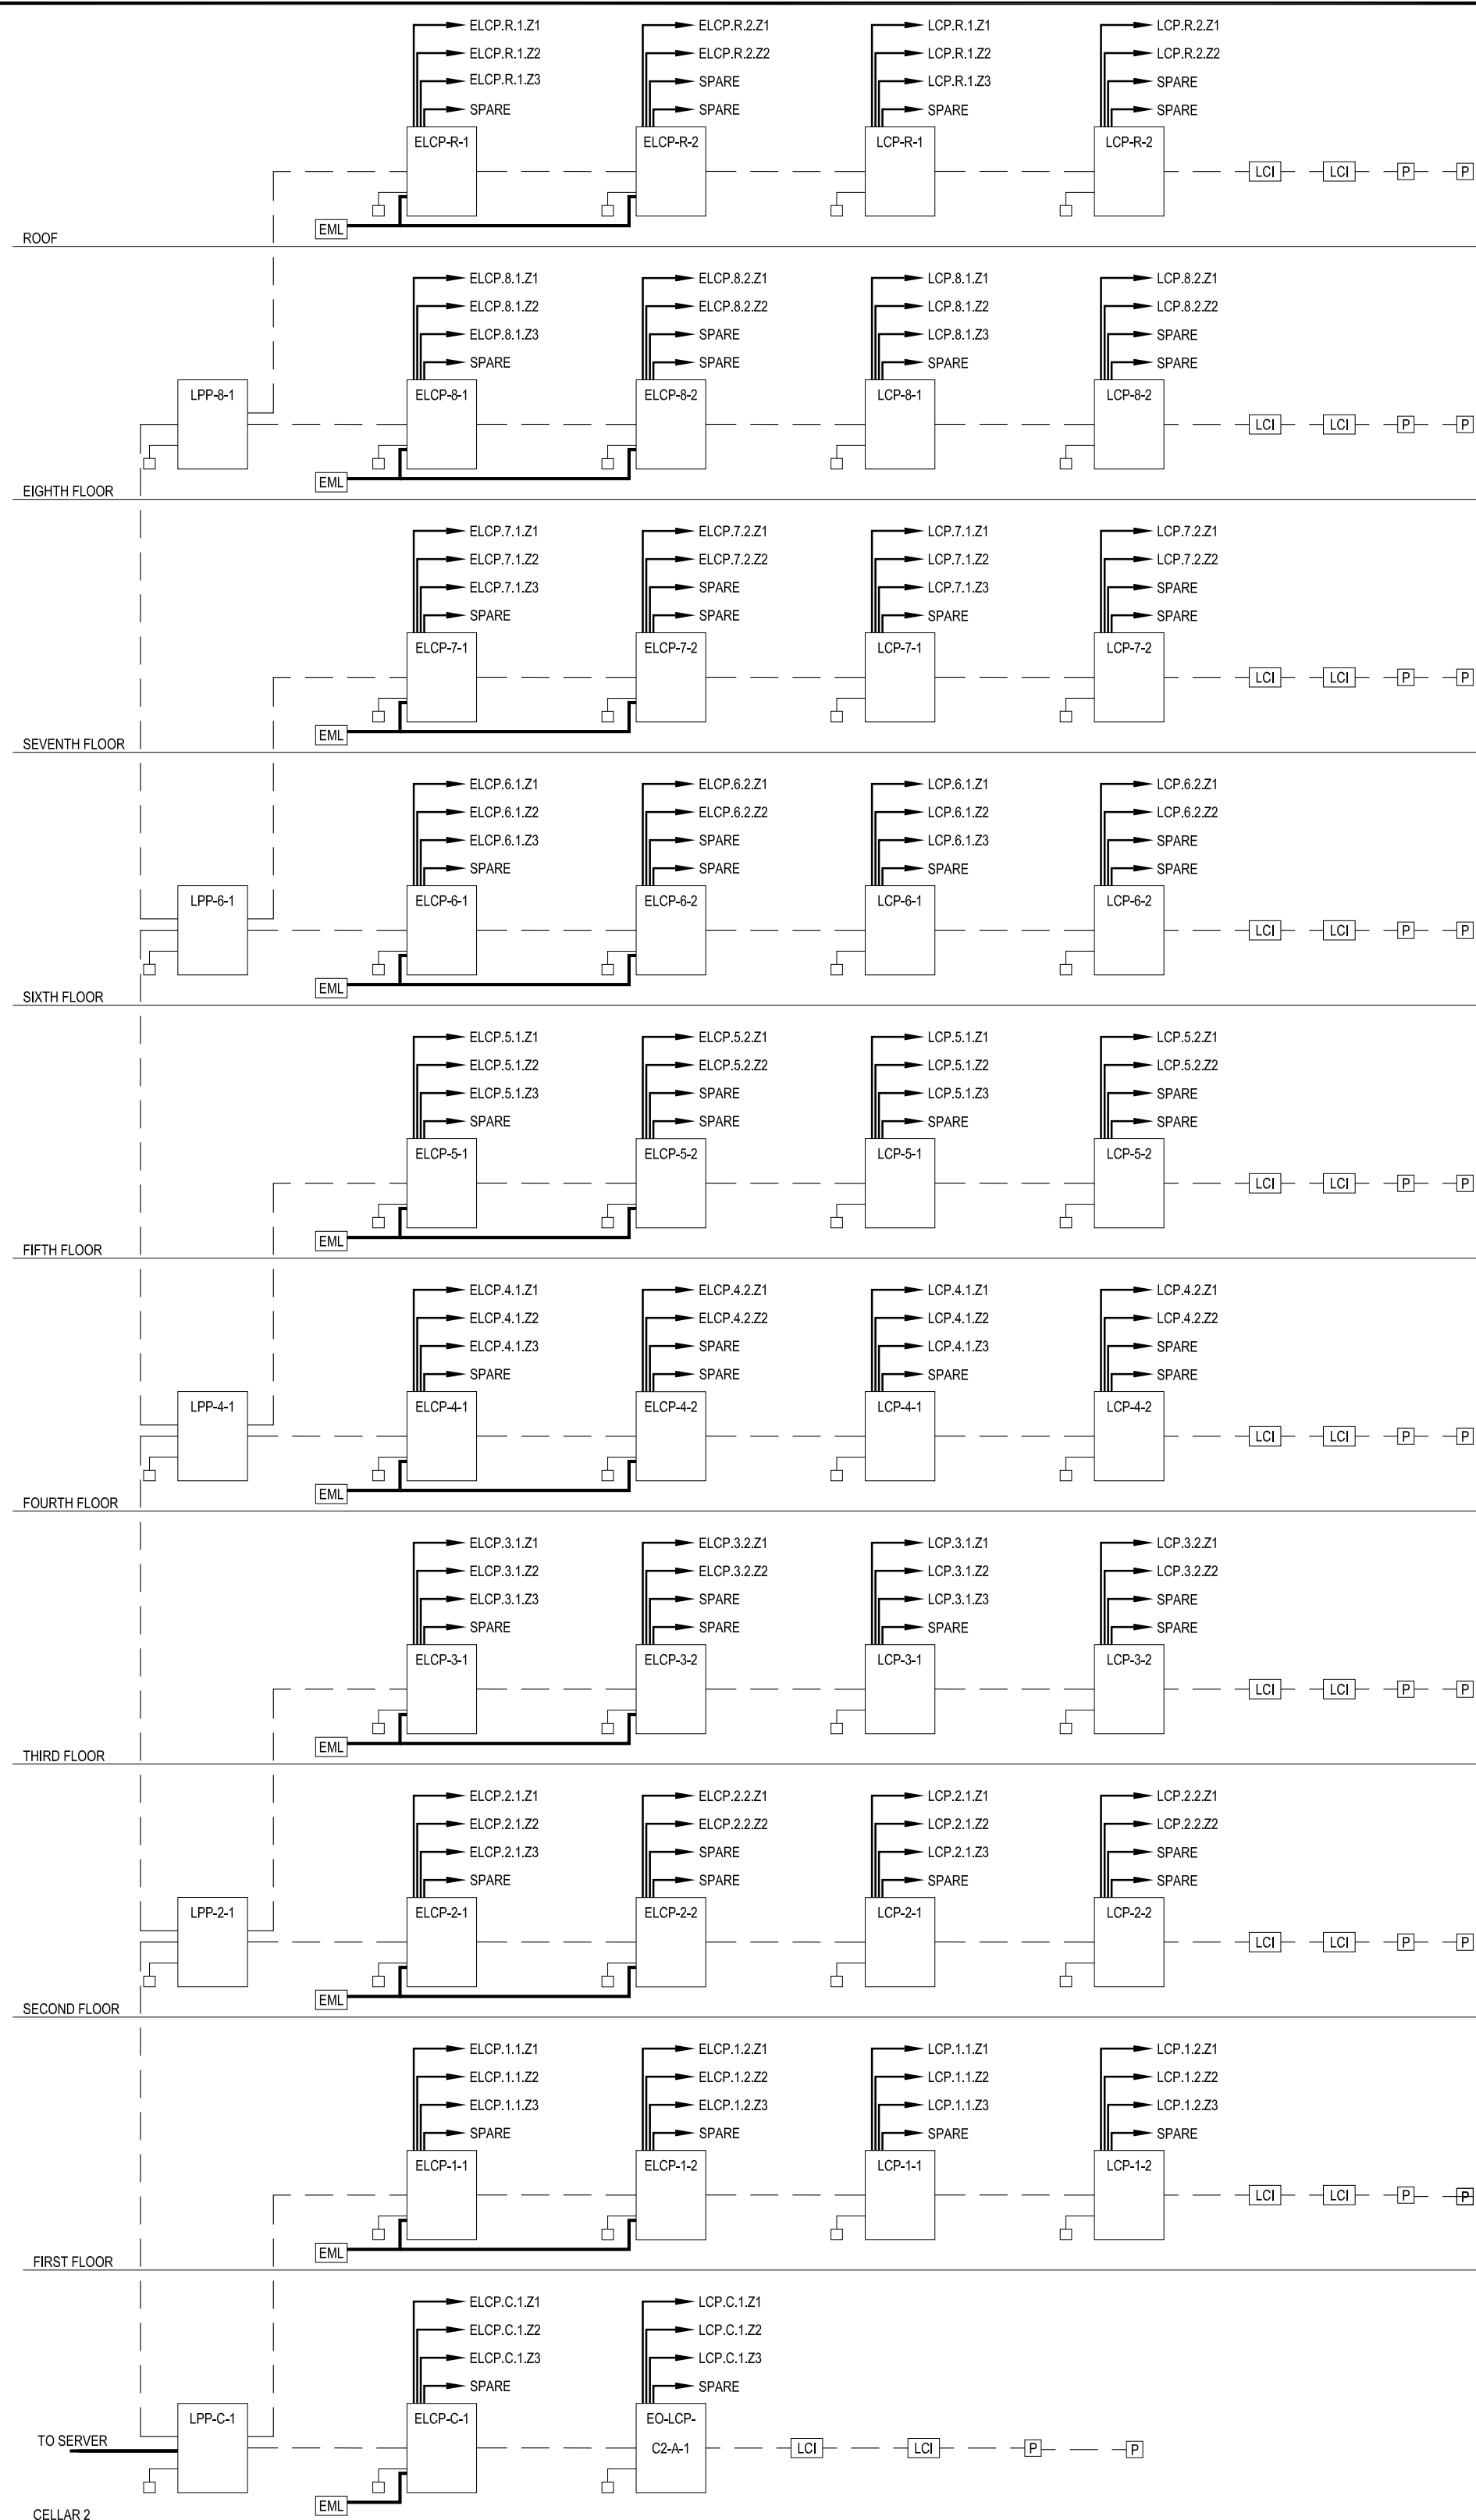 ELCP.R.1.Z1 ELCP.R.2.Z1 LCP.R.1.Z1 LCP.R.2.Z1
ELCP.R.1.Z2 ELCP.R.2.Z2 LCP.R.1.Z2 LCP.R.2.Z2
ELCP.R.1.Z3 SPARE LCP.R.1.Z3 SPARE
SPARE SPARE SPARE SPARE
ELCP-R-1 ELCP-R-2 LCP-R-1 LCP-R-2
LCI LCI P P
EML
ROOF
ELCP.8.1.Z1 ELCP.8.2.Z1 LCP.8.1.Z1 LCP.8.2.Z1
ELCP.8.1.Z2 ELCP.8.2.Z2 LCP.8.1.Z2 LCP.8.2.Z2
ELCP.8.1.Z3 SPARE LCP.8.1.Z3 SPARE
SPARE SPARE SPARE SPARE
LPP-8-1 ELCP-8-1 ELCP-8-2 LCP-8-1 LCP-8-2
LCI LCI P P
EML
EIGHTH FLOOR
ELCP.7.1.Z1 ELCP.7.2.Z1 LCP.7.1.Z1 LCP.7.2.Z1
ELCP.7.1.Z2 ELCP.7.2.Z2 LCP.7.1.Z2 LCP.7.2.Z2
ELCP.7.1.Z3 SPARE LCP.7.1.Z3 SPARE
SPARE SPARE SPARE SPARE
ELCP-7-1 ELCP-7-2 LCP-7-1 LCP-7-2
LCI LCI P P
EML
SEVENTH FLOOR
ELCP.6.1.Z1 ELCP.6.2.Z1 LCP.6.1.Z1 LCP.6.2.Z1
ELCP.6.1.Z2 ELCP.6.2.Z2 LCP.6.1.Z2 LCP.6.2.Z2
ELCP.6.1.Z3 SPARE LCP.6.1.Z3 SPARE
SPARE SPARE SPARE SPARE
LPP-6-1 ELCP-6-1 ELCP-6-2 LCP-6-1 LCP-6-2
LCI LCI P P
EML
SIXTH FLOOR
ELCP.5.1.Z1 ELCP.5.2.Z1 LCP.5.1.Z1 LCP.5.2.Z1
ELCP.5.1.Z2 ELCP.5.2.Z2 LCP.5.1.Z2 LCP.5.2.Z2
ELCP.5.1.Z3 SPARE LCP.5.1.Z3 SPARE
SPARE SPARE SPARE SPARE
ELCP-5-1 ELCP-5-2 LCP-5-1 LCP-5-2
LCI LCI P P
EML
FIFTH FLOOR
ELCP.4.1.Z1 ELCP.4.2.Z1 LCP.4.1.Z1 LCP.4.2.Z1
ELCP.4.1.Z2 ELCP.4.2.Z2 LCP.4.1.Z2 LCP.4.2.Z2
ELCP.4.1.Z3 SPARE LCP.4.1.Z3 SPARE
SPARE SPARE SPARE SPARE
LPP-4-1 ELCP-4-1 ELCP-4-2 LCP-4-1 LCP-4-2
LCI LCI P P
EML
FOURTH FLOOR
ELCP.3.1.Z1 ELCP.3.2.Z1 LCP.3.1.Z1 LCP.3.2.Z1
ELCP.3.1.Z2 ELCP.3.2.Z2 LCP.3.1.Z2 LCP.3.2.Z2
ELCP.3.1.Z3 SPARE LCP.3.1.Z3 SPARE
SPARE SPARE SPARE SPARE
ELCP-3-1 ELCP-3-2 LCP-3-1 LCP-3-2
LCI LCI P P
EML
THIRD FLOOR
ELCP.2.1.Z1 ELCP.2.2.Z1 LCP.2.1.Z1 LCP.2.2.Z1
ELCP.2.1.Z2 ELCP.2.2.Z2 LCP.2.1.Z2 LCP.2.2.Z2
ELCP.2.1.Z3 SPARE LCP.2.1.Z3 SPARE
SPARE SPARE SPARE SPARE
LPP-2-1 ELCP-2-1 ELCP-2-2 LCP-2-1 LCP-2-2
LCI LCI P P
EML
SECOND FLOOR
ELCP.1.1.Z1 ELCP.1.2.Z1 LCP.1.1.Z1 LCP.1.2.Z1
ELCP.1.1.Z2 ELCP.1.2.Z2 LCP.1.1.Z2 LCP.1.2.Z2
ELCP.1.1.Z3 ELCP.1.2.Z3 LCP.1.1.Z3 LCP.1.2.Z3
SPARE SPARE SPARE SPARE
ELCP-1-1 ELCP-1-2 LCP-1-1 LCP-1-2
LCI LCI P P
EML
FIRST FLOOR
ELCP.C.1.Z1 LCP.C.1.Z1
ELCP.C.1.Z2 LCP.C.1.Z2
ELCP.C.1.Z3 LCP.C.1.Z3
SPARE SPARE
LPP-C-1 ELCP-C-1 EO-LCP-
TO SERVER
C2-A-1 LCI LCI P P
EML
CELLAR 2